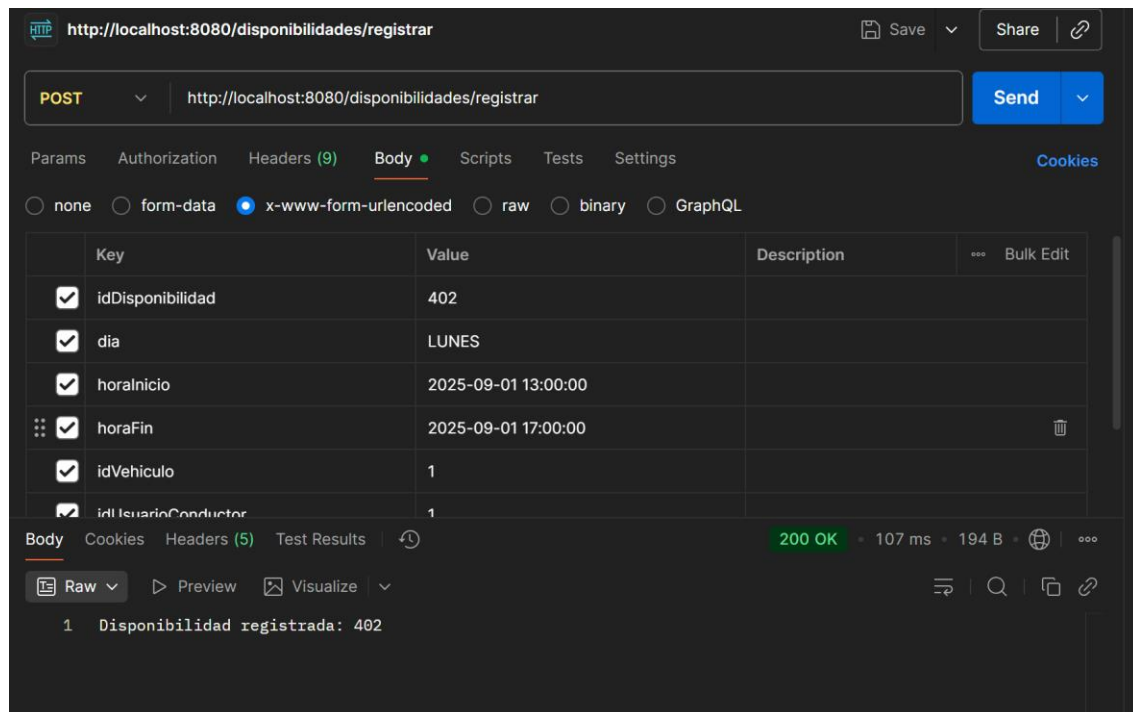 HTTP http://localhost:8080/disponibilidades/registrar Save Share
POST http://localhost:8080/disponibilidades/registrar Send
Params Authorization Headers (9) Body Scripts Tests Settings Cookies
none form-data x-www-form-urlencoded raw binary GraphQL
Key Value Description Bulk Edit
idDisponibilidad 402
dia LUNES
horaInicio 2025-09-01 13:00:00
horaFin 2025-09-01 17:00:00
idVehiculo 1
idUsuarioConductor 1
Body Cookies Headers (5) Test Results 200 OK • 107 ms • 194 B •
Raw Preview Visualize
1 Disponibilidad registrada: 402